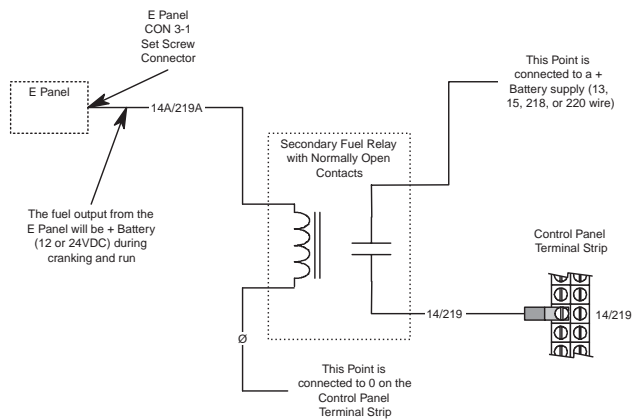 E Panel
CON 3-1
Set Screw
Connector
E Panel
14A/219A
The fuel output from the
E Panel will be + Battery
(12 or 24VDC) during
cranking and run
Secondary Fuel Relay
with Normally Open
Contacts
This Point is
connected to a +
Battery supply (13,
15, 218, or 220 wire)
Control Panel
Terminal Strip
14/219
14/219
Ø
This Point is
connected to 0 on the
Control Panel
Terminal Strip